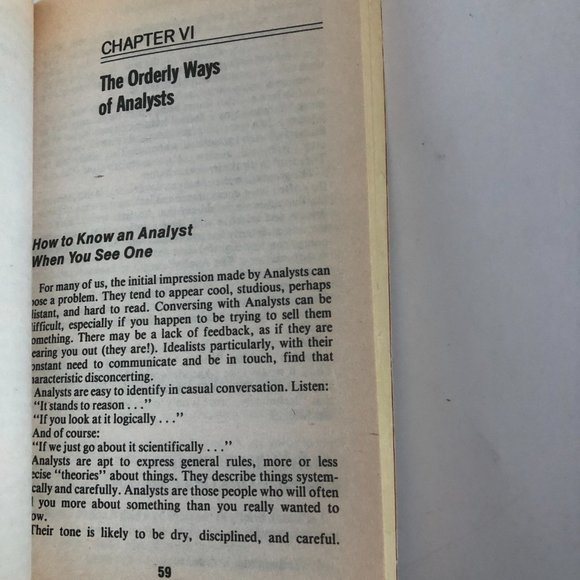 CHAPTER VI
The Orderly Ways
of Analysts
How to Know an Analyst
When You See One
For many of us, the initial impression made by Analysts can
pose a problem. They tend to appear cool, studious, perhaps
distant, and hard to read. Conversing with Analysts can be
difficult, especially if you happen to be trying to sell them
something. There may be a lack of feedback, as if they are
earing you out (they are!). Idealists particularly, with their
onstant need to communicate and be in touch, find that
aracteristic disconcerting.
Analysts are easy to identify in casual conversation. Listen:
"It stands to reason . . ."
"If you look at it logically . . ."
And of course:
"If we just go about it scientifically . . ."
Analysts are apt to express general rules, more or less
ecise "theories" about things. They describe things system-
cally and carefully. Analysts are those people who will often
l you more about something than you really wanted to
ow.
Their tone is likely to be dry, disciplined, and careful.
59